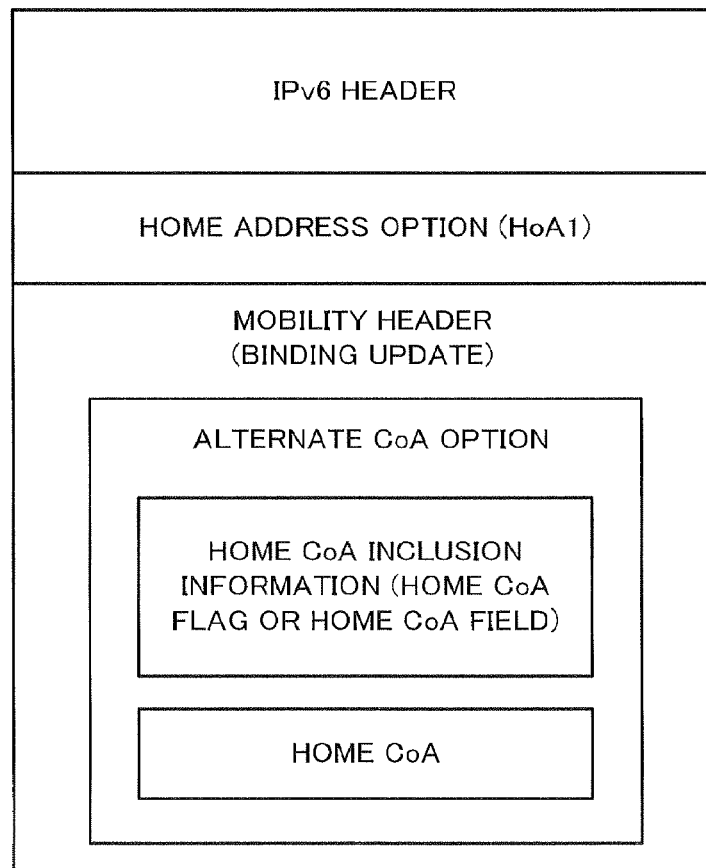 IPv6 HEADER
HOME ADDRESS OPTION (HoA1)
MOBILITY HEADER
(BINDING UPDATE)
ALTERNATE CoA OPTION
HOME CoA INCLUSION
INFORMATION (HOME CoA
FLAG OR HOME CoA FIELD)
HOME CoA